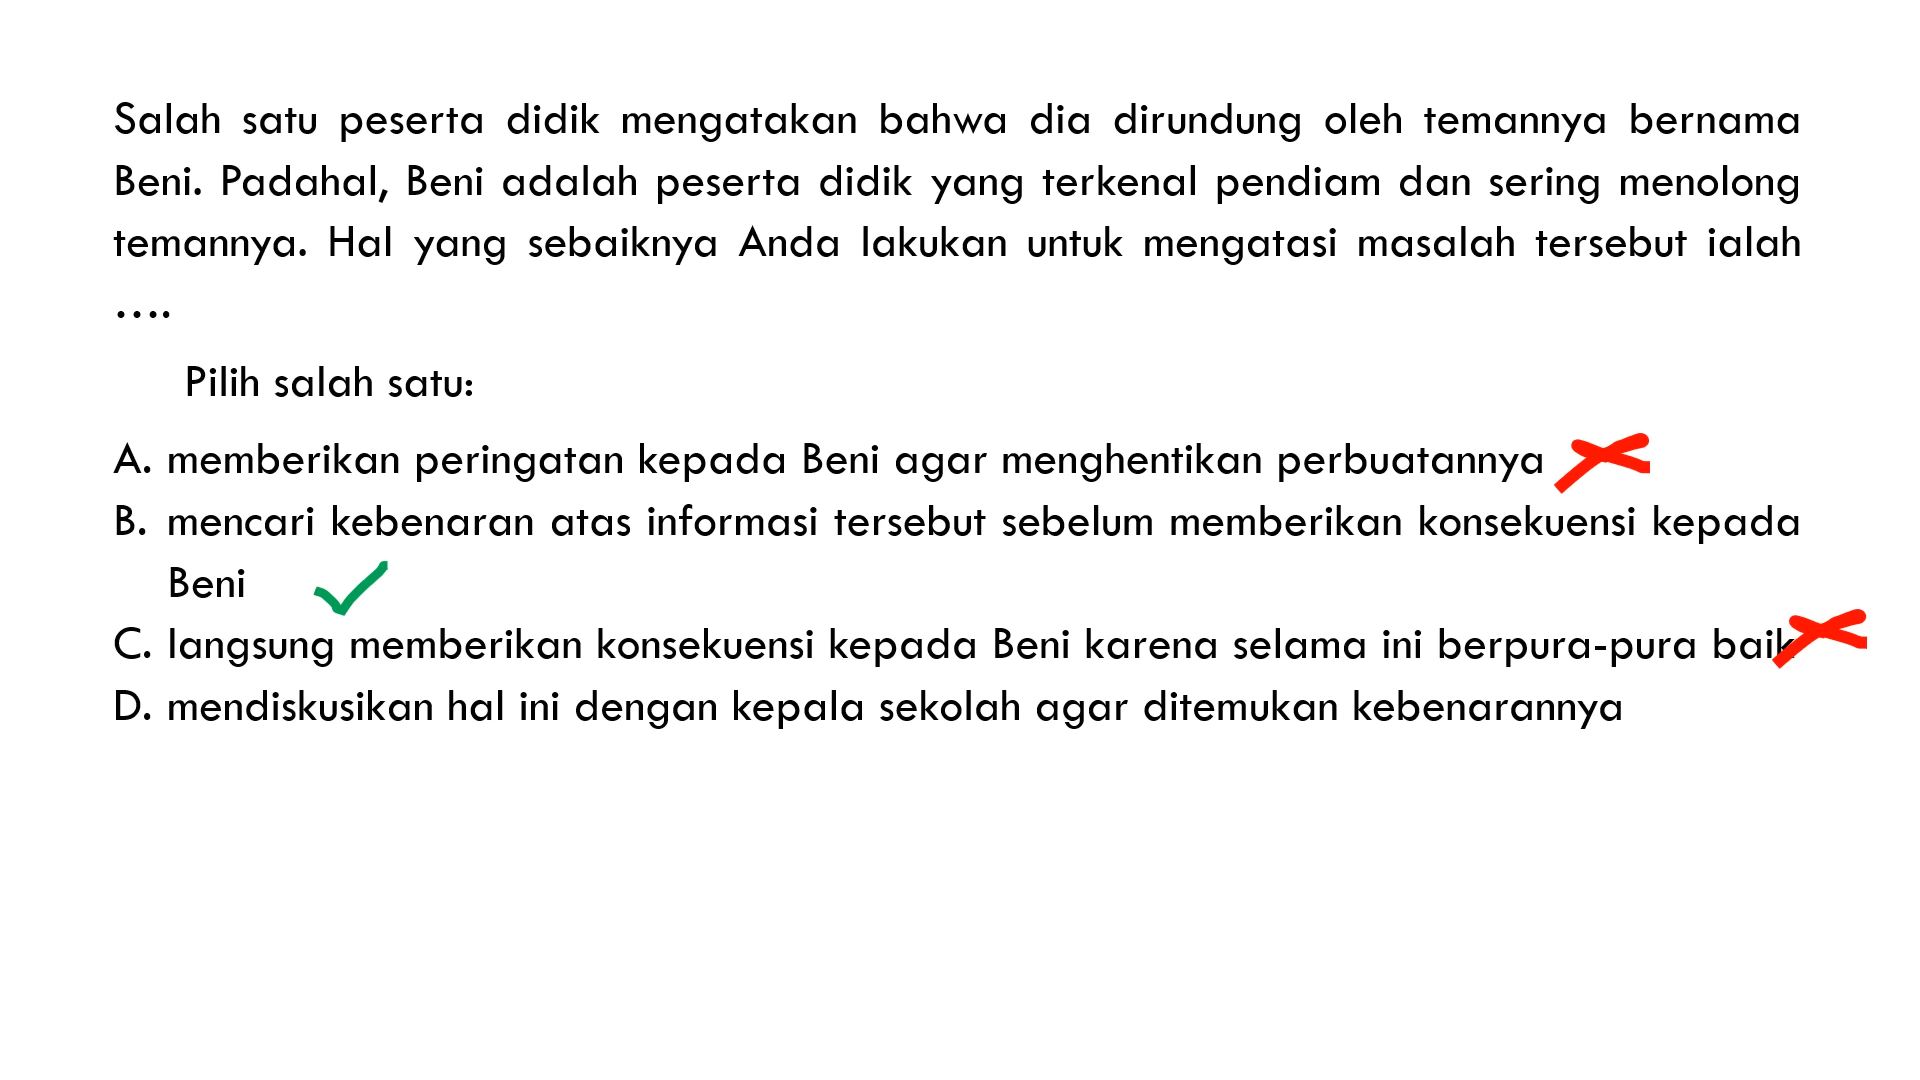 Salah satu peserta didik mengatakan bahwa dia dirundung oleh temannya bernama
Beni. Padahal, Beni adalah peserta didik yang terkenal pendiam dan sering menolong
temannya. Hal yang sebaiknya Anda lakukan untuk mengatasi masalah tersebut ialah
….
Pilih salah satu:
A. memberikan peringatan kepada Beni agar menghentikan perbuatannya
B. mencari kebenaran atas informasi tersebut sebelum memberikan konsekuensi kepada
Beni
C. langsung memberikan konsekuensi kepada Beni karena selama ini berpura-pura baik
D. mendiskusikan hal ini dengan kepala sekolah agar ditemukan kebenarannya